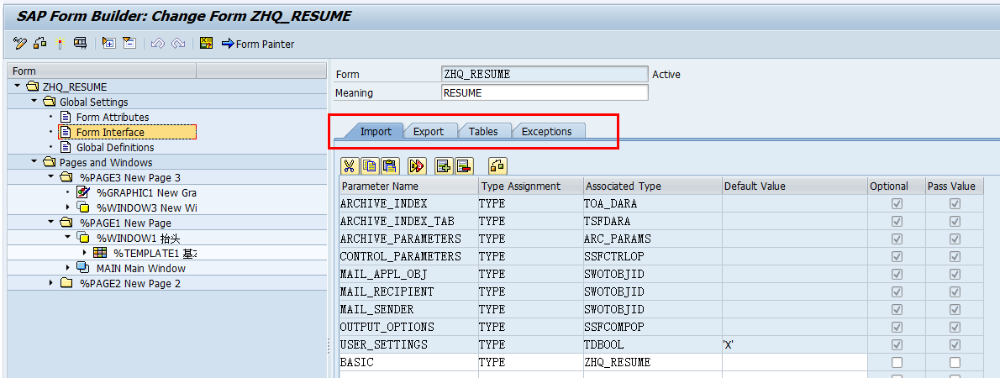 SAP Form Builder: Change Form ZHQ_RESUME
Form Painter
Form
ZHQ_RESUME
Global Settings
Form Attributes
Form Interface
Global Definitions
Pages and Windows
%PAGE3 New Page 3
%GRAPHIC1 New Gra
%WINDOW3 New Wi
%PAGE1 New Page
%WINDOW1 抬头
%TEMPLATE1
MAIN Main Window
%PAGE2 New Page 2
Form ZHQ_RESUME Active
Meaning RESUME
Import Export Tables Exceptions
Parameter Name Type Assignment Associated Type Default Value Optional Pass Value
ARCHIVE_INDEX TYPE TOA_DARA
ARCHIVE_INDEX_TAB TYPE TSFDARA
ARCHIVE_PARAMETERS TYPE ARC_PARAMS
CONTROL_PARAMETERS TYPE SSFCTRLOP
MAIL_APPL_OBJ TYPE SWOTOBJID
MAIL_RECIPIENT TYPE SWOTOBJID
MAIL_SENDER TYPE SWOTOBJID
OUTPUT_OPTIONS TYPE SSFCOMPOP
USER_SETTINGS TYPE TDBOOL 'X'
BASIC TYPE ZHQ_RESUME